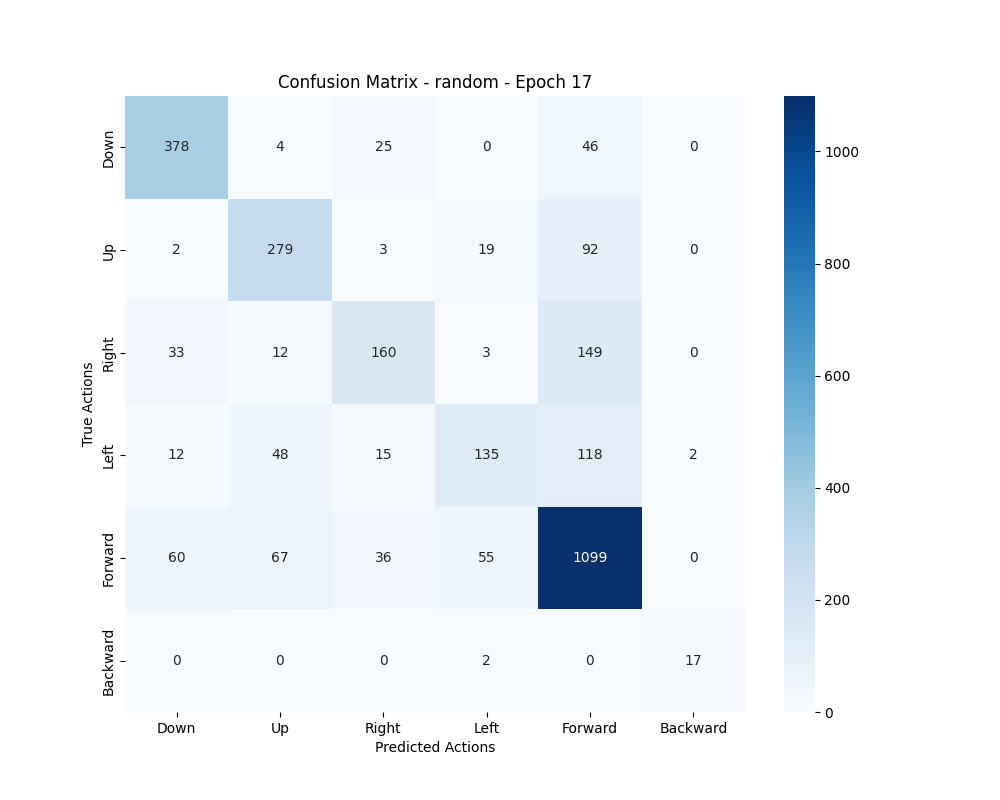 Confusion Matrix - random - Epoch 17
Down 378 4 25 0 46 0
Up 2 279 3 19 92 0
Right 33 12 160 3 149 0
Left 12 48 15 135 118 2
Forward 60 67 36 55 1099 0
Backward 0 0 0 2 0 17
Down Up Right Left Forward Backward
Predicted Actions
True Actions
1000
800
600
400
200
0